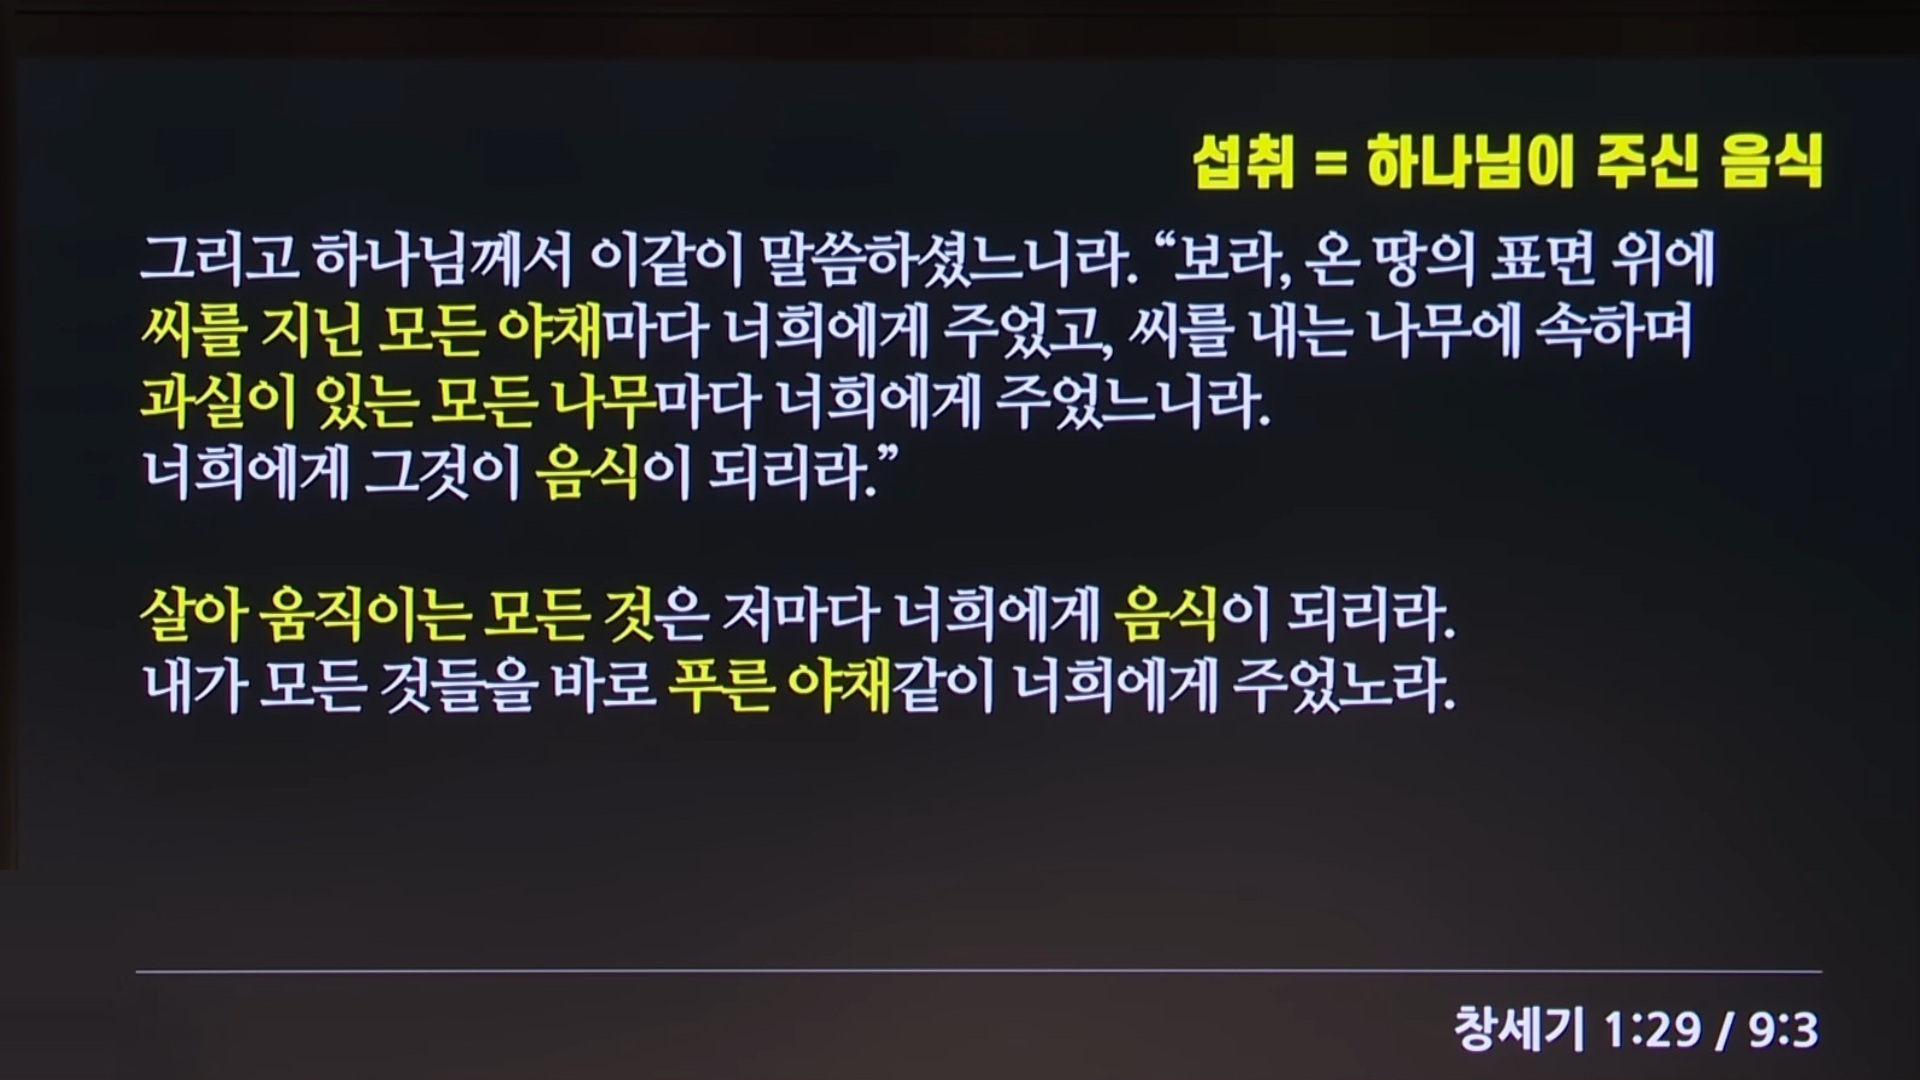 섭취 = 하나님이 주신 음식
그리고 하나님께서 이같이 말씀하셨느니라. “보라, 온 땅의 표면 위에
씨를 지닌 모든 야채마다 너희에게 주었고, 씨를 내는 나무에 속하며
과실이 있는 모든 나무마다 너희에게 주었느니라.
너희에게 그것이 음식이 되리라.”
살아 움직이는 모든 것은 저마다 너희에게 음식이 되리라.
내가 모든 것들을 바로 푸른 야채같이 너희에게 주었노라.
창세기 1:29 / 9:3